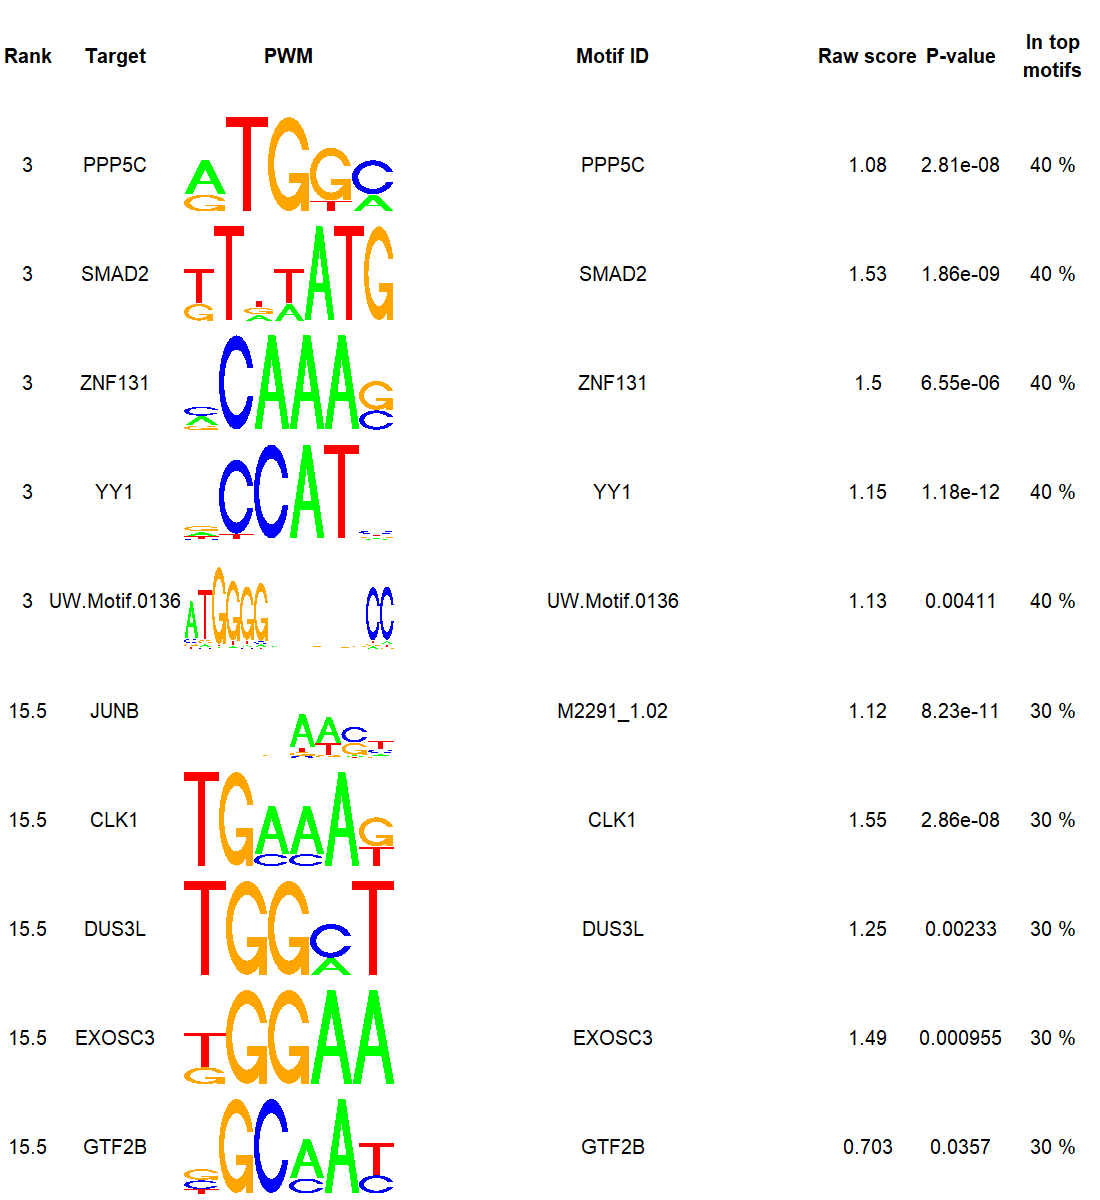 Rank Target PWM Motif ID Raw score P-value In top motifs
3 PPP5C PPP5C 1.08 2.81e-08 40 %
3 SMAD2 SMAD2 1.53 1.86e-09 40 %
3 ZNF131 ZNF131 1.5 6.55e-06 40 %
3 YY1 YY1 1.15 1.18e-12 40 %
3 UW.Motif.0136 UW.Motif.0136 1.13 0.00411 40 %
15.5 JUNB M2291_1.02 1.12 8.23e-11 30 %
15.5 CLK1 CLK1 1.55 2.86e-08 30 %
15.5 DUS3L DUS3L 1.25 0.00233 30 %
15.5 EXOSC3 EXOSC3 1.49 0.000955 30 %
15.5 GTF2B GTF2B 0.703 0.0357 30 %